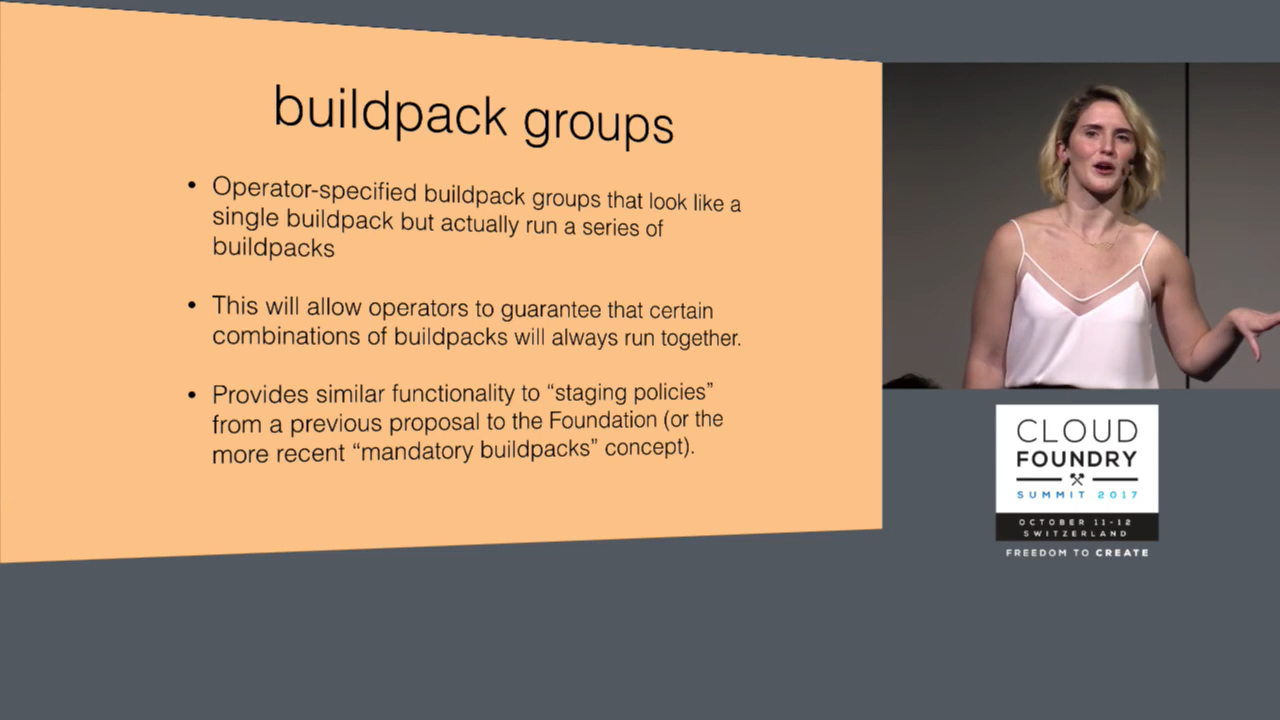 buildpack groups
• Operator-specified buildpack groups that look like a
single buildpack but actually run a series of
buildpacks
• This will allow operators to guarantee that certain
combinations of buildpacks will always run together.
• Provides similar functionality to “staging policies”
from a previous proposal to the Foundation (or the
more recent “mandatory buildpacks” concept).
CLOUD
FOUNDRY
SUMMIT 2017
OCTOBER 11-12
SWITZERLAND
FREEDOM TO CREATE